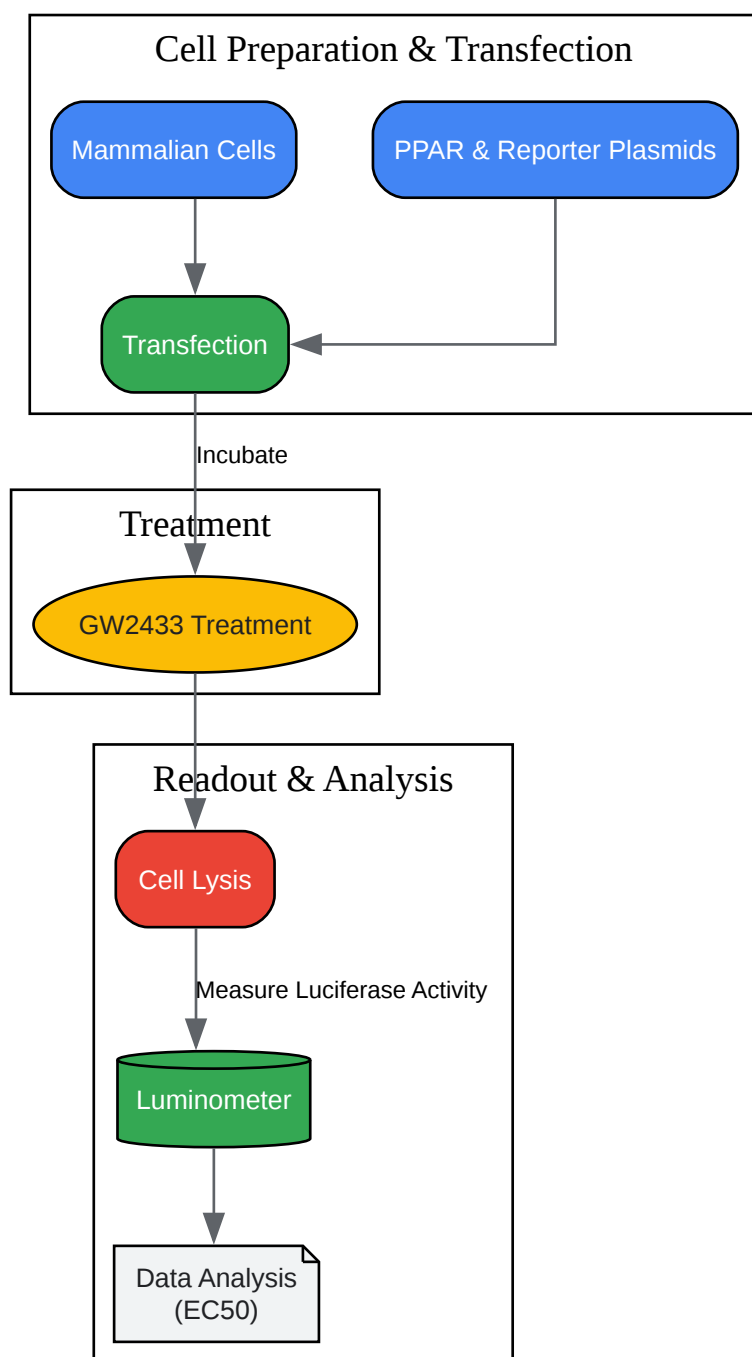 Cell Preparation & Transfection
Mammalian Cells
PPAR & Reporter Plasmids
Transfection
Incubate
Treatment
GW2433 Treatment
Readout & Analysis
Cell Lysis
Measure Luciferase Activity
Luminometer
Data Analysis
(EC50)